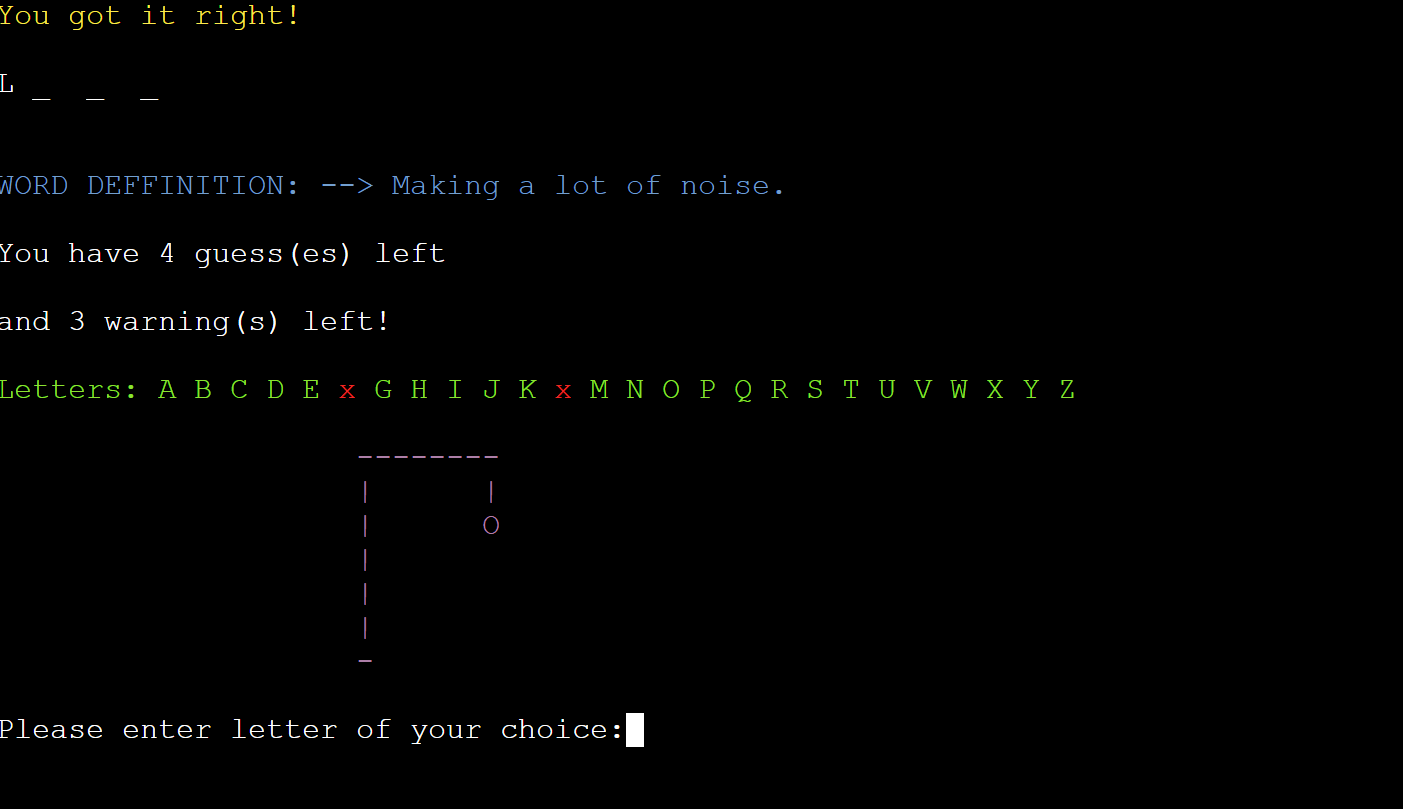 You got it right!
L _ _ _
WORD DEFFINITION: --> Making a lot of noise.
You have 4 guess(es) left
and 3 warning(s) left!
Letters: A B C D E x G H I J K x M N O P Q R S T U V W X Y Z
--------
| |
| O
|
|
|
-
Please enter letter of your choice: